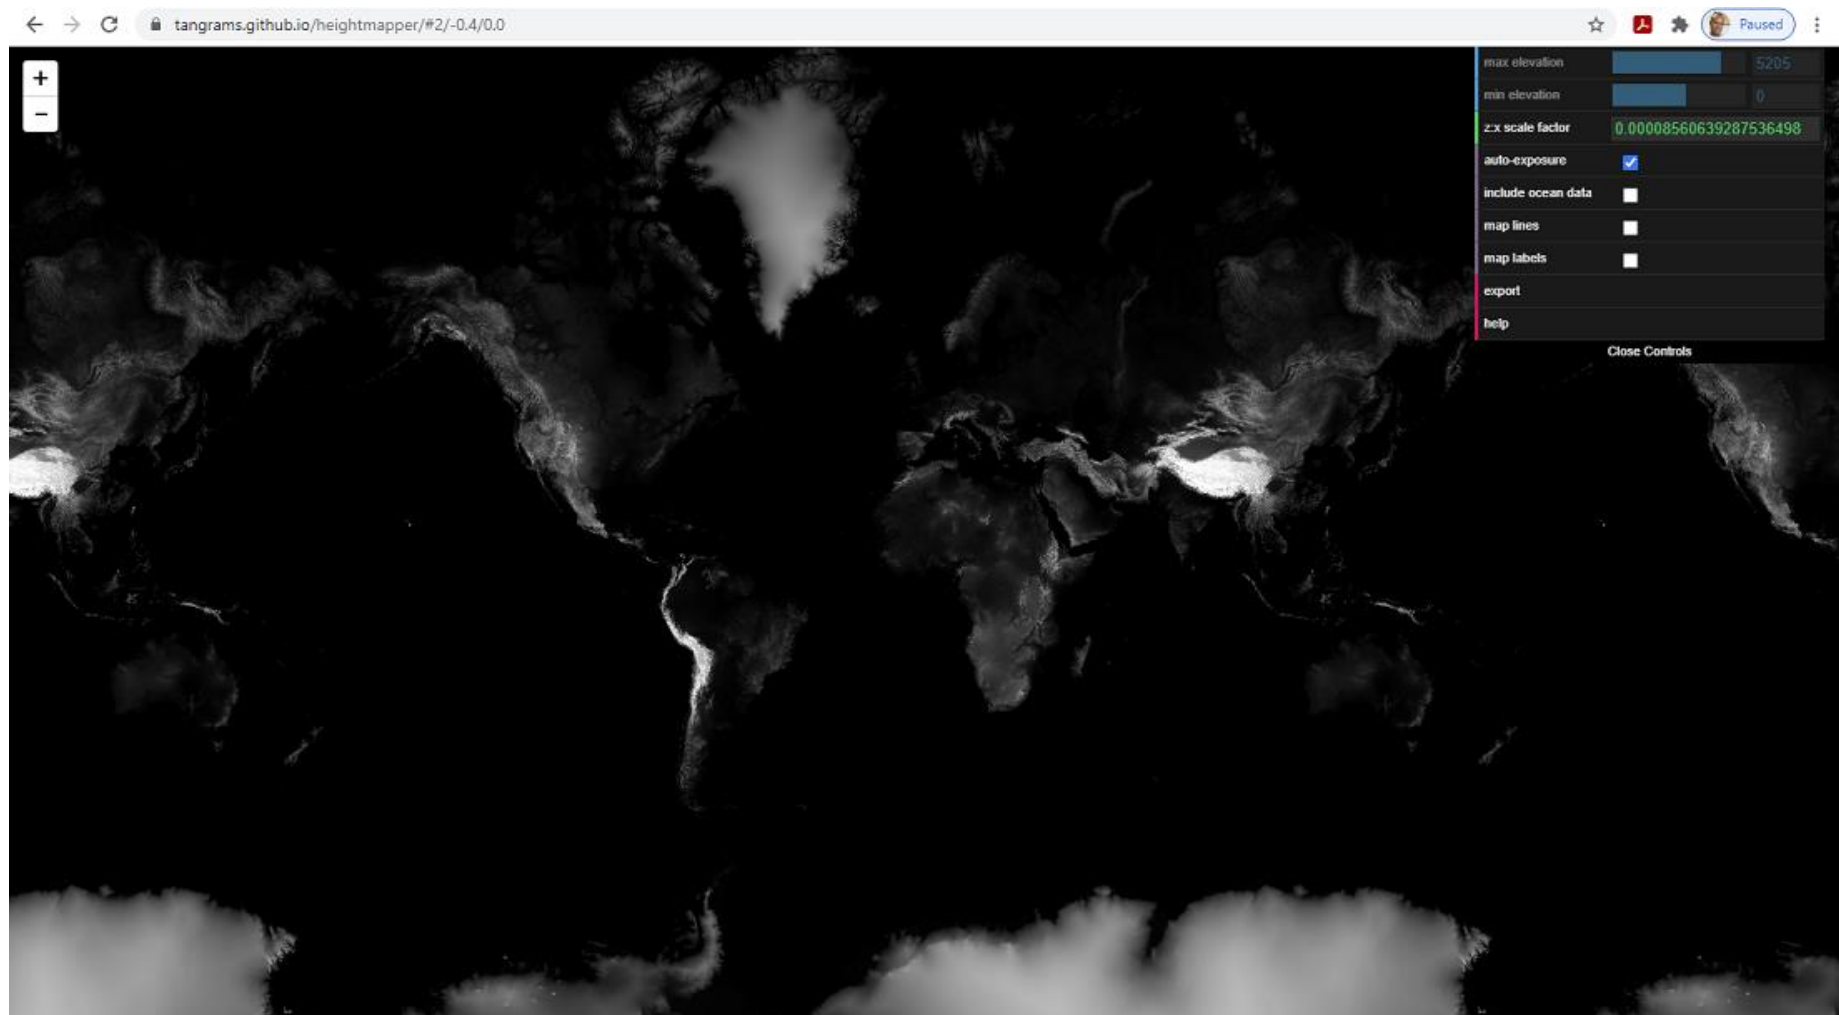 tangrams.github.io/heightmapper/#2/-0.4/0.0
Paused
+
−
max elevation 5205
min elevation 0
z:x scale factor 0.00008560639287536498
auto-exposure
include ocean data
map lines
map labels
export
help
Close Controls